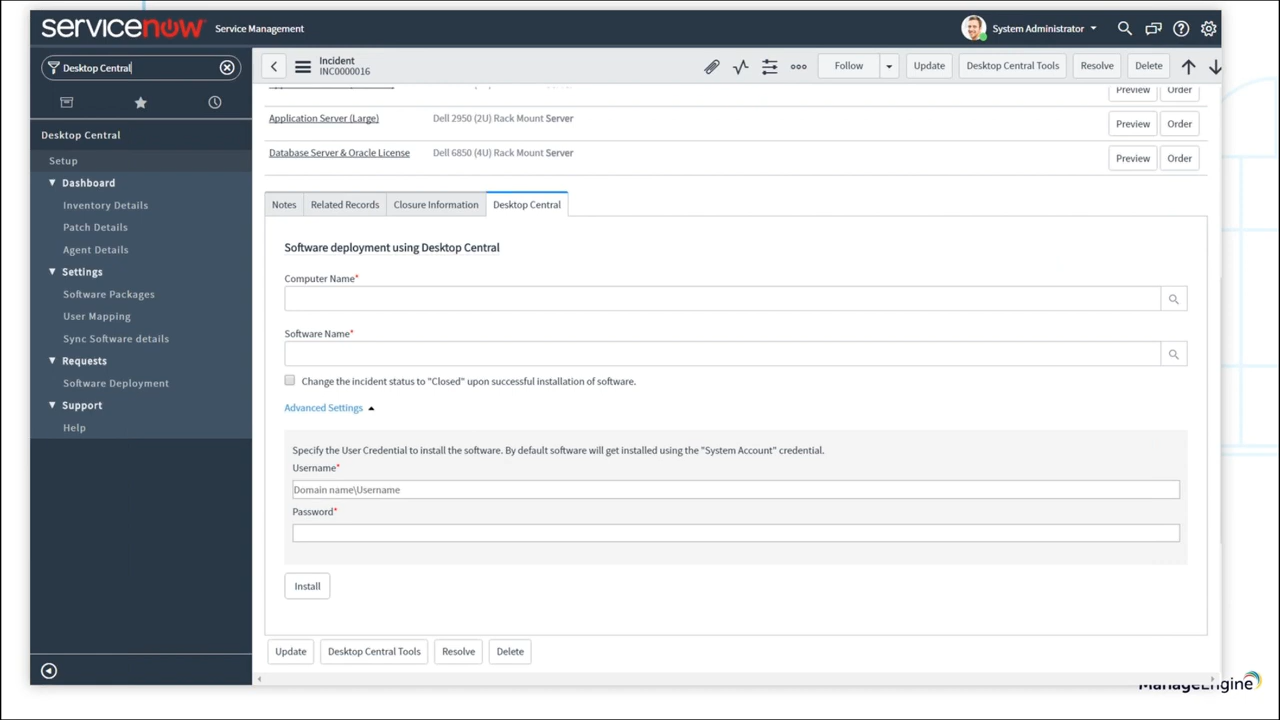 servicenow Service Management
System Administrator
Desktop Central
Incident
INC0000016
Follow
Update
Desktop Central Tools
Resolve
Delete
Preview Order
Application Server (Large) Dell 2950 (2U) Rack Mount Server Preview Order
Database Server & Oracle License Dell 6850 (4U) Rack Mount Server Preview Order
Desktop Central
Setup
Dashboard
Inventory Details
Patch Details
Agent Details
Settings
Software Packages
User Mapping
Sync Software details
Requests
Software Deployment
Support
Help
Notes Related Records Closure Information Desktop Central
Software deployment using Desktop Central
Computer Name*
Software Name*
Change the incident status to "Closed" upon successful installation of software.
Advanced Settings
Specify the User Credential to install the software. By default software will get installed using the "System Account" credential.
Username*
Domain name\Username
Password*
Install
Update Desktop Central Tools Resolve Delete
ManageEngine